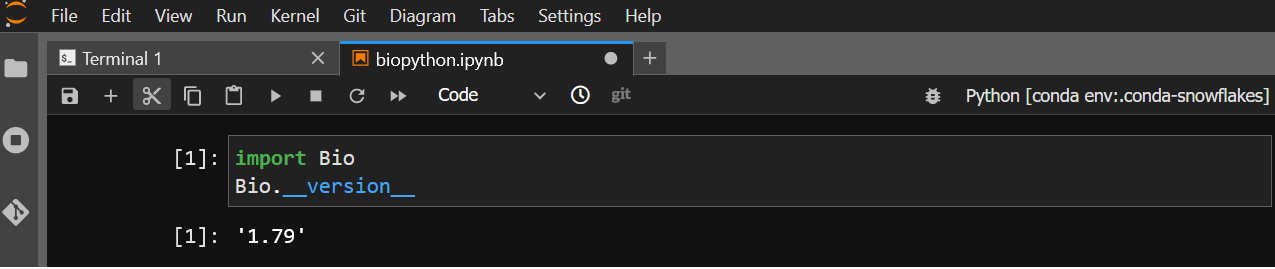 File Edit View Run Kernel Git Diagram Tabs Settings Help
$_ Terminal 1 biopython.ipynb
Code git Python [conda env:.conda-snowflakes]
[1]: import Bio
Bio.__version__
[1]: '1.79'